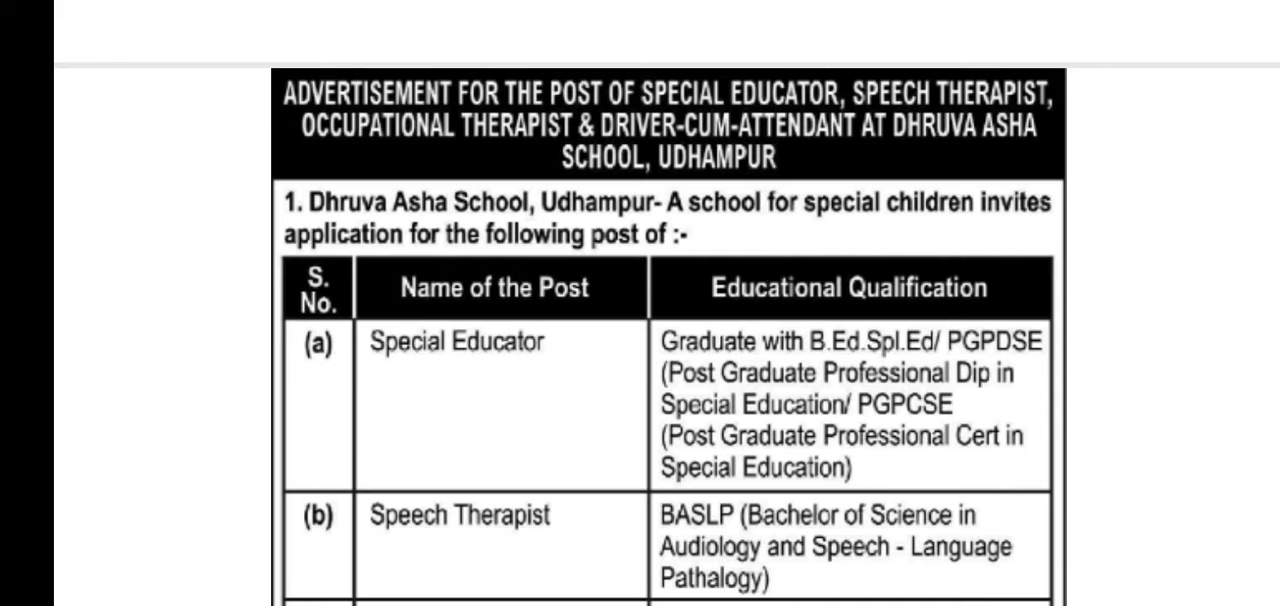 ADVERTISEMENT FOR THE POST OF SPECIAL EDUCATOR, SPEECH THERAPIST,
OCCUPATIONAL THERAPIST & DRIVER-CUM-ATTENDANT AT DHRUVA ASHA
SCHOOL, UDHAMPUR
1. Dhruva Asha School, Udhampur- A school for special children invites
application for the following post of :-
S.
No.
Name of the Post
Educational Qualification
(a)
Special Educator
Graduate with B.Ed.Spl.Ed/ PGPDSE
(Post Graduate Professional Dip in
Special Education/ PGPCSE
(Post Graduate Professional Cert in
Special Education)
(b)
Speech Therapist
BASLP (Bachelor of Science in
Audiology and Speech - Language
Pathalogy)